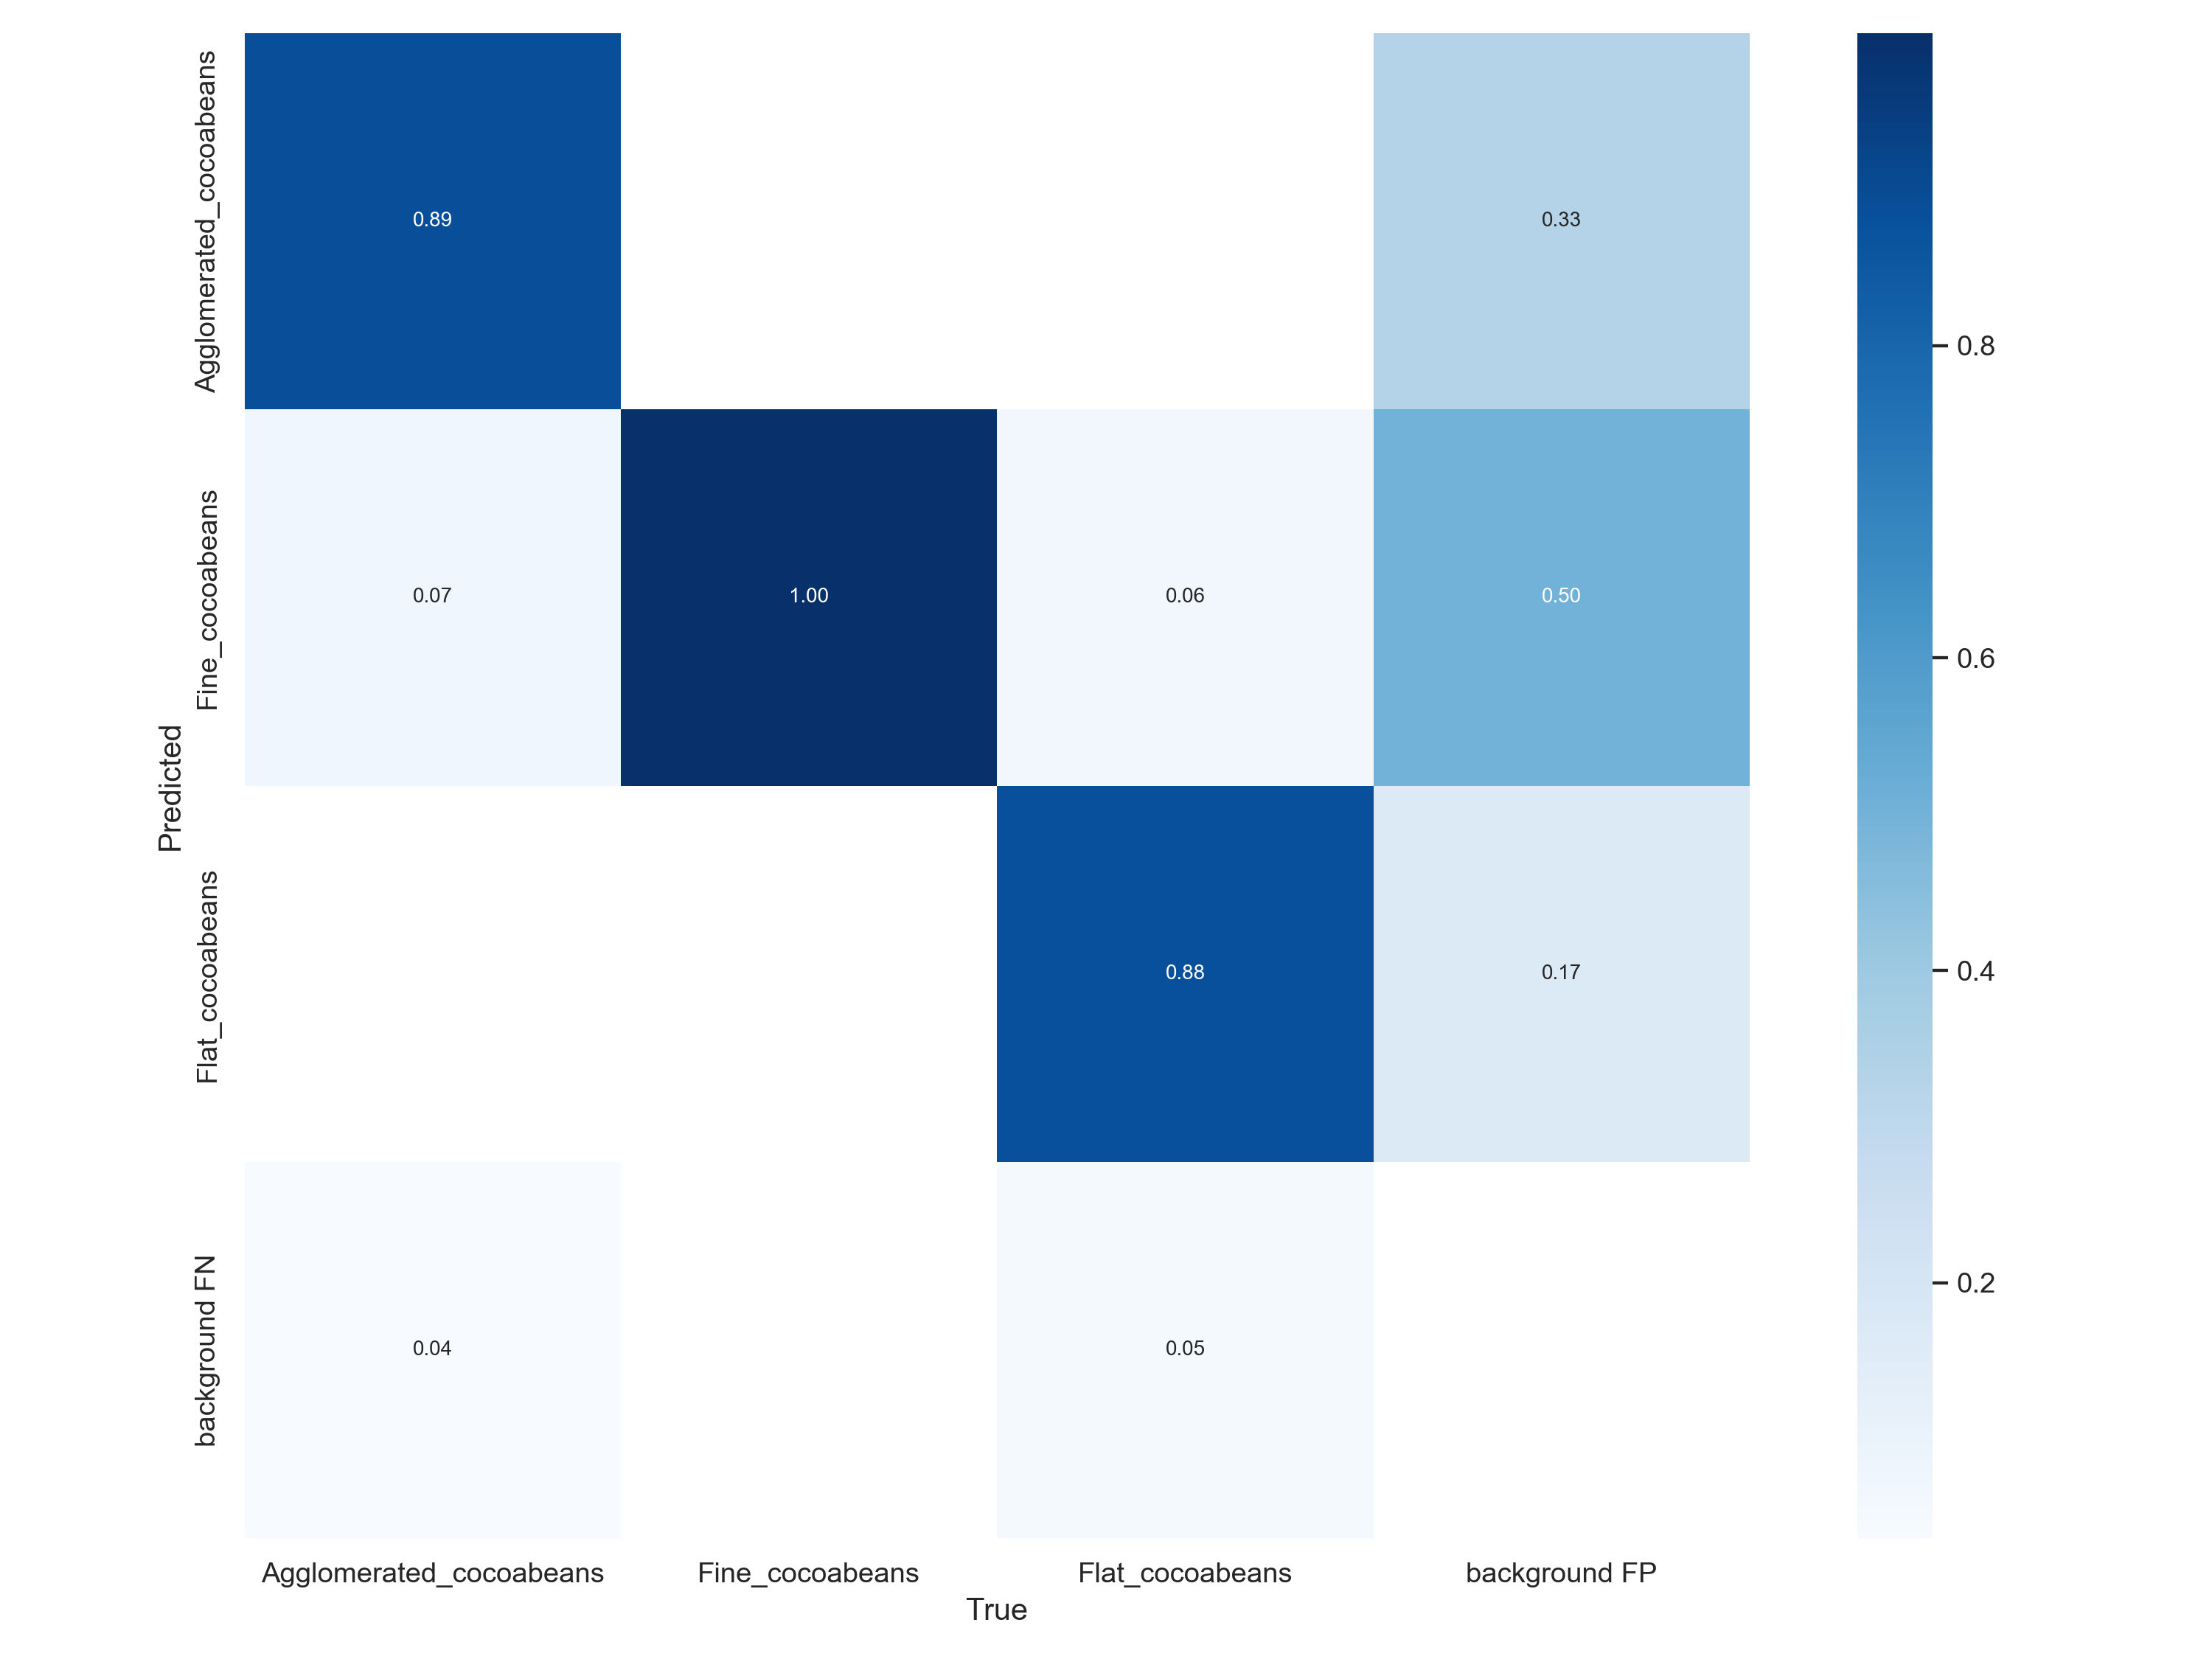 Agglomerated_cocoabeans
0.89
0.33
0.8
Fine_cocoabeans
0.07
1.00
0.06
0.50
0.6
Predicted
Flat_cocoabeans
0.88
0.17
0.4
background FN
0.04
0.05
0.2
Agglomerated_cocoabeans
Fine_cocoabeans
Flat_cocoabeans
background FP
True